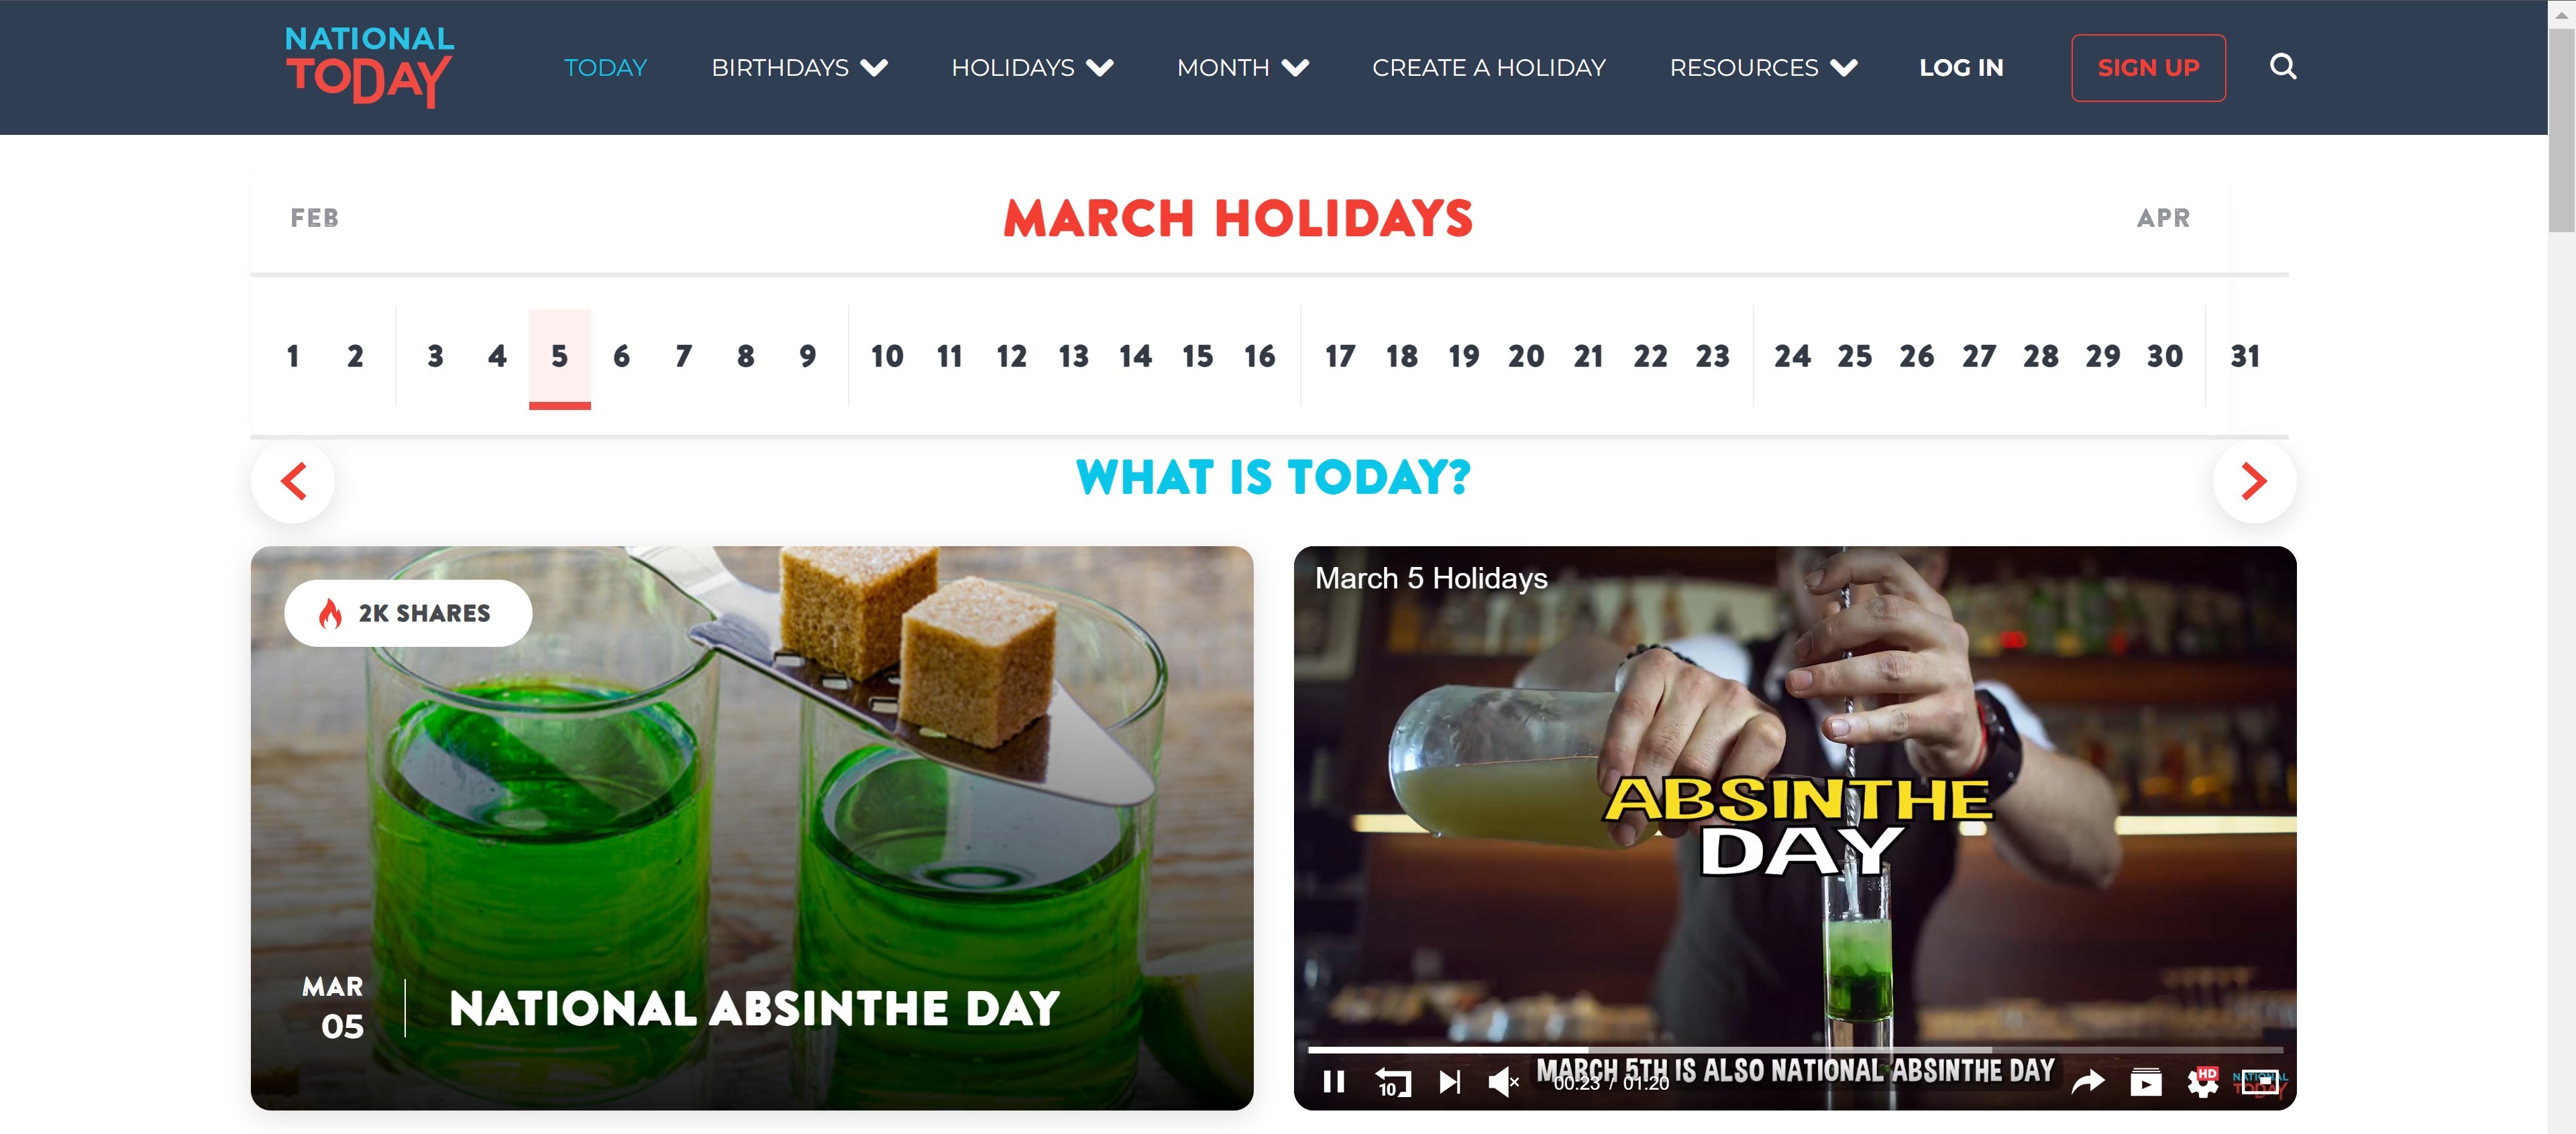 NATIONAL
TODAY
TODAY BIRTHDAYS HOLIDAYS MONTH CREATE A HOLIDAY RESOURCES LOG IN SIGN UP
FEB MARCH HOLIDAYS APR
1 2 3 4 5 6 7 8 9 10 11 12 13 14 15 16 17 18 19 20 21 22 23 24 25 26 27 28 29 30 31
WHAT IS TODAY?
2K SHARES
MAR
05
NATIONAL ABSINTHE DAY
March 5 Holidays
ABSINTHE
DAY
MARCH 5TH IS ALSO NATIONAL ABSINTHE DAY
10 00:23 / 01:20 HD
NATIONAL
TODAY